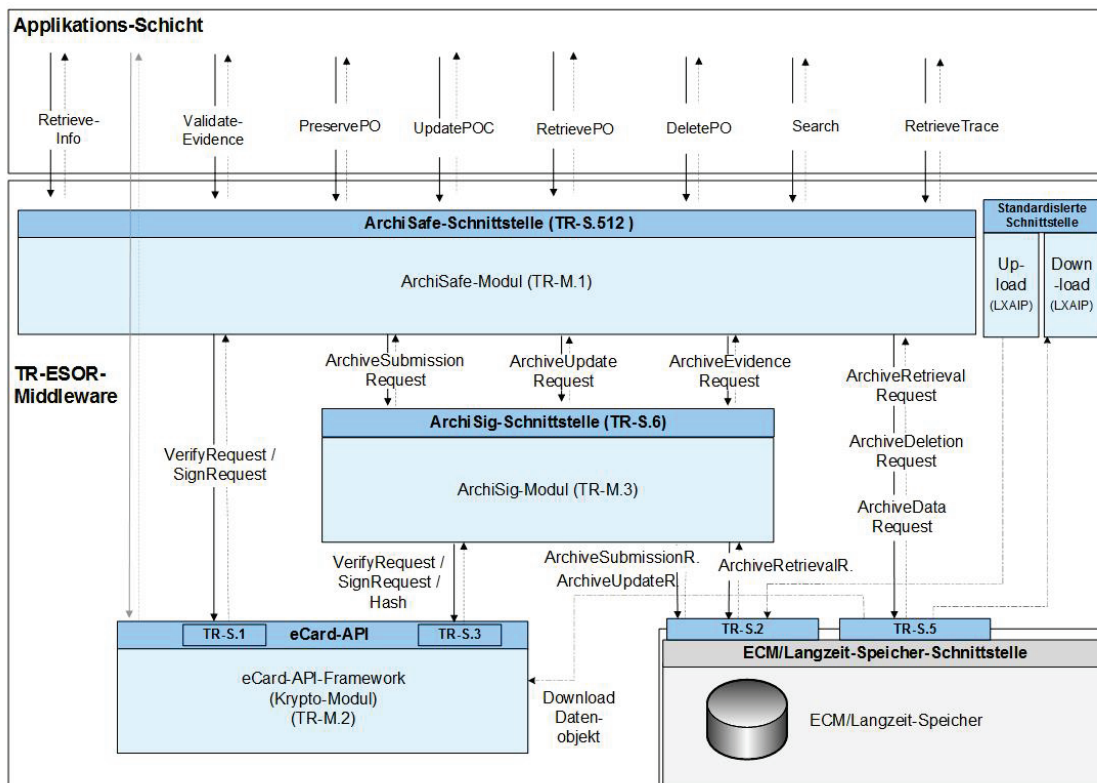 Applikations-Schicht
Retrieve-
Info
Validate-
Evidence
PreservePO
UpdatePOC
RetrievePO
DeletePO
Search
RetrieveTrace
ArchiSafe-Schnittstelle (TR-S.512 )
ArchiSafe-Modul (TR-M.1)
Standardisierte
Schnittstelle
Up-
load
(LXAIP)
Down
-load
(LXAIP)
TR-ESOR-
Middleware
ArchiveSubmission
Request
ArchiveUpdate
Request
ArchiveEvidence
Request
ArchiveRetrieval
Request
ArchiveDeletion
Request
ArchiveData
Request
VerifyRequest /
SignRequest
ArchiSig-Schnittstelle (TR-S.6)
ArchiSig-Modul (TR-M.3)
VerifyRequest /
SignRequest /
Hash
ArchiveSubmissionR.
ArchiveUpdateR.
ArchiveRetrievalR.
TR-S.1
eCard-API
TR-S.3
eCard-API-Framework
(Krypto-Modul)
(TR-M.2)
Download
Daten-
objekt
TR-S.2
TR-S.5
ECM/Langzeit-Speicher-Schnittstelle
ECM/Langzeit-Speicher